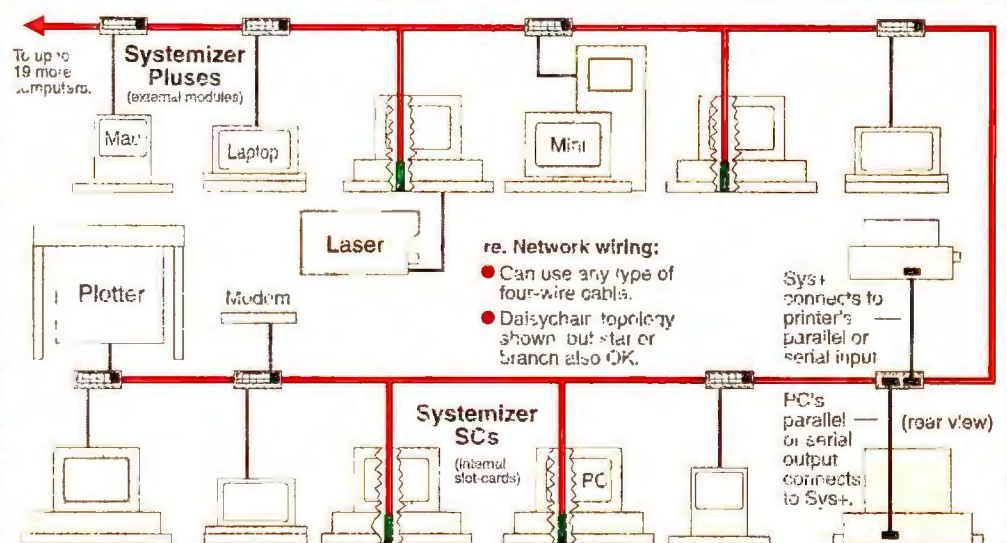 To up to
19 more
computers.
Systemizer
Pluses
(external modules)
Mac
Laptop
Mini
Laser
re. Network wiring:
● Can use any type of
four-wire cable.
● Daisychain topology
shown but star or
branch also OK.
Sys+
connects to
printer's
parallel or
serial input
Plotter
Modem
Systemizer
SCs
(internal
slot-cards)
PC
PC's
parallel
or serial
output
connects
to Sys+.
(rear view)